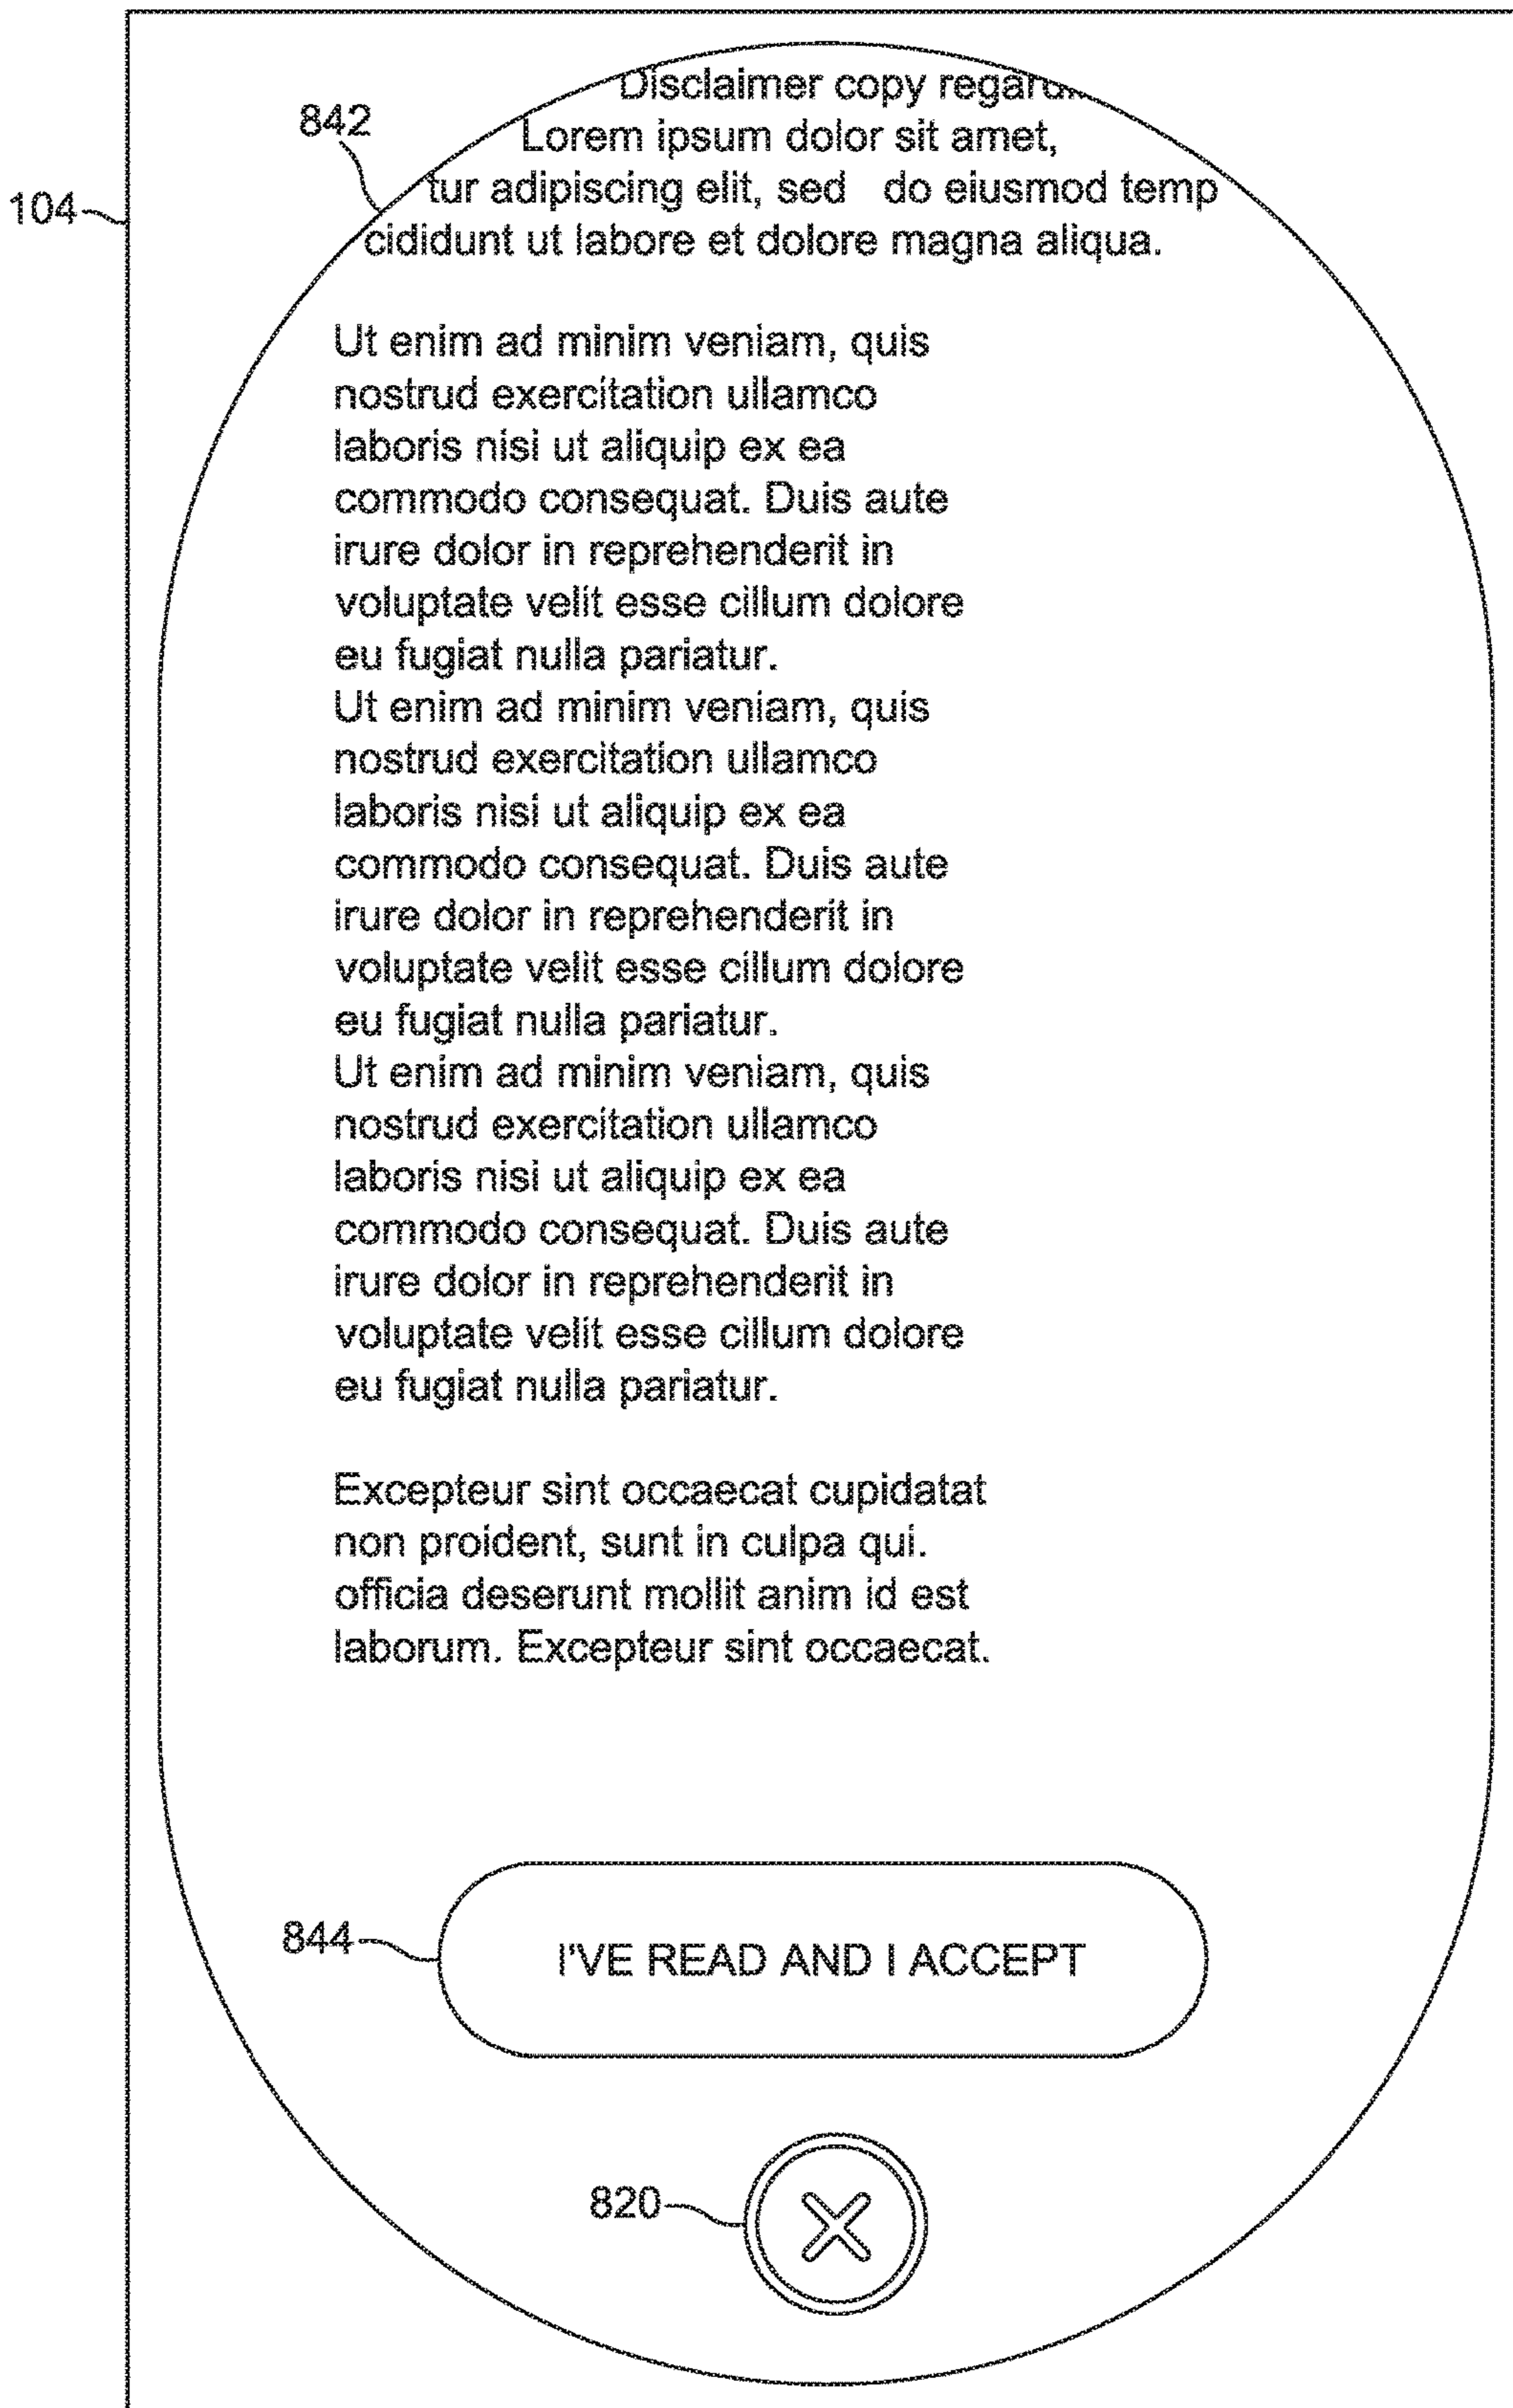 Disclaimer copy
842
Lorem ipsum dolor sit amet,
104
tur adipiscing elit, sed do eiusmod temp
cididunt ut labore et dolore magna aliqua.
Ut enim ad minim veniam, quis
nostrud exercitation ullamco
laboris nisi ut aliquip ex ea
commodo consequat. Duis aute
irure dolor in reprehenderit in
voluptate velit esse cillum dolore
eu fugiat nulla pariatur.
Ut enim ad minim veniam, quis
nostrud exercitation ullamco
laboris nisi ut aliquip ex ea
commodo consequat. Duis aute
irure dolor in reprehenderit in
voluptate velit esse cillum dolore
eu fugiat nulla pariatur.
Ut enim ad minim veniam, quis
nostrud exercitation ullamco
laboris nisi ut aliquip ex ea
commodo consequat. Duis aute
irure dolor in reprehenderit in
voluptate velit esse cillum dolore
eu fugiat nulla pariatur.
Excepteur sint occaecat cupidatat
non proident, sunt in culpa qui.
officia deserunt mollit anim id est
laborum. Excepteur sint occaecat.
844
I'VE READ AND I ACCEPT
820